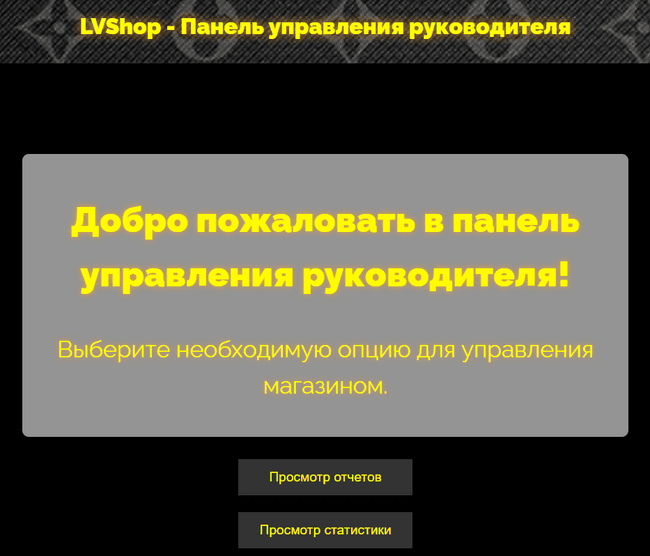 LVShop - Панель управления руководителя
Добро пожаловать в панель
управления руководителя!
Выберите необходимую опцию для управления
магазином.
Просмотр отчетов
Просмотр статистики